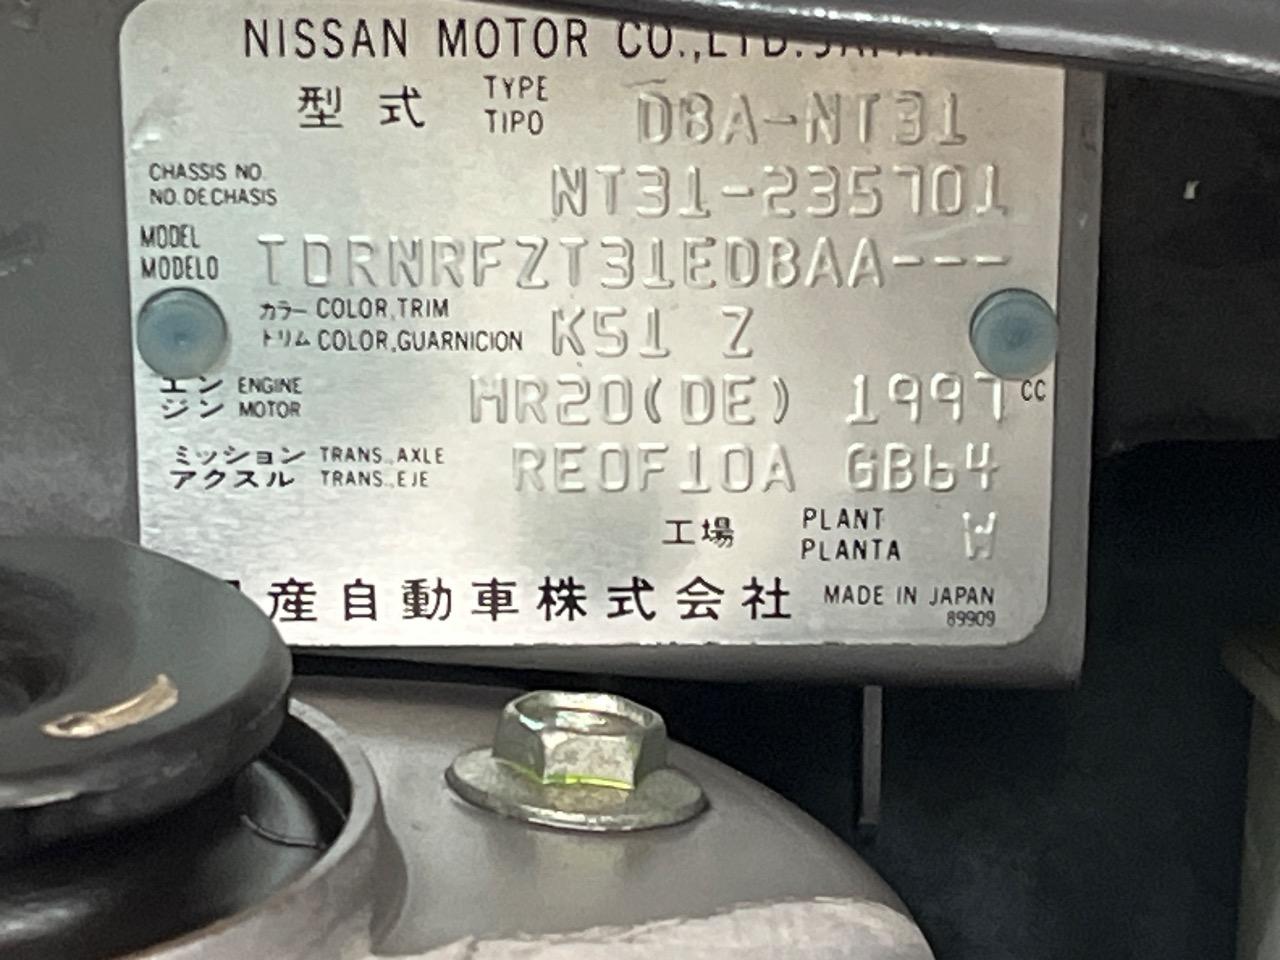 NISSAN MOTOR CO.,LTD.JAPAN
型式 TYPE TIPO DBA-NT31
CHASSIS NO. NO.DE CHASIS NT31-235701
MODEL MODELO TDRNRFZT31EDBAA---
カラー COLOR,TRIM
トリム COLOR,GUARNICION K51 Z
エン ENGINE
ジン MOTOR MR20(DE) 1997 CC
ミッション TRANS.,AXLE
アクスル TRANS.,EJE RE0F10A GB64
工場 PLANT PLANTA W
日産自動車株式会社 MADE IN JAPAN
89909